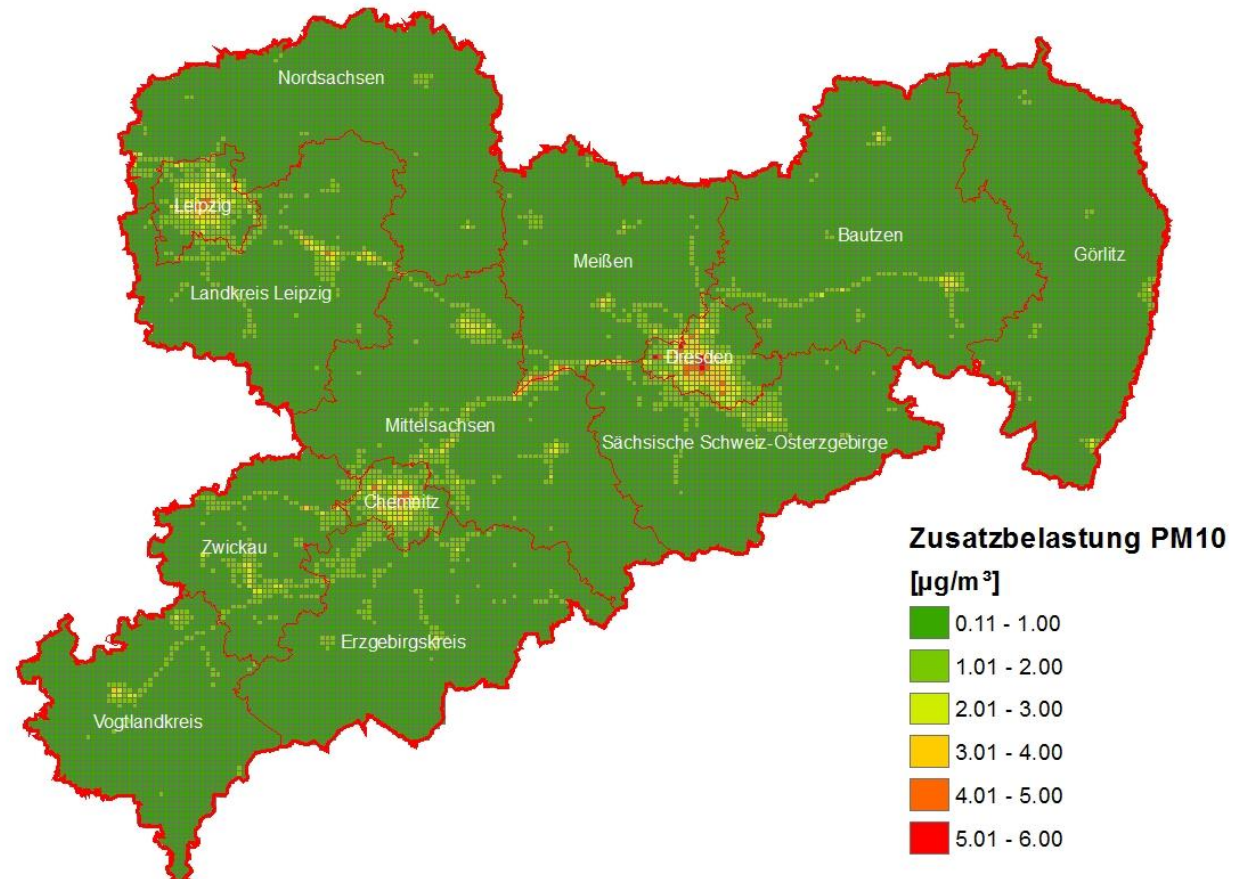 Nordsachsen
Leipzig
Landkreis Leipzig
Meißen
Bautzen
Görlitz
Dresden
Mittelsachsen
Sächsische Schweiz-Osterzgebirge
Chemnitz
Zwickau
Erzgebirgskreis
Vogtlandkreis
Zusatzbelastung PM10
[µg/m³]
0.11 - 1.00
1.01 - 2.00
2.01 - 3.00
3.01 - 4.00
4.01 - 5.00
5.01 - 6.00